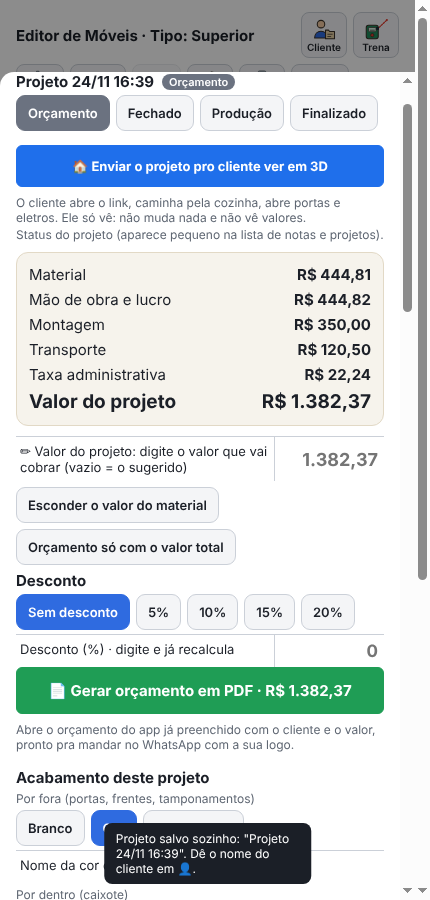 Editor de Móveis · Tipo: Superior
Cliente
Trena
Projeto 24/11 16:39
Orçamento
Orçamento
Fechado
Produção
Finalizado
🏠 Enviar o projeto pro cliente ver em 3D
O cliente abre o link, caminha pela cozinha, abre portas e
eletros. Ele só vê: não muda nada e não vê valores.
Status do projeto (aparece pequeno na lista de notas e projetos).
Material R$ 444,81
Mão de obra e lucro R$ 444,82
Montagem R$ 350,00
Transporte R$ 120,50
Taxa administrativa R$ 22,24
Valor do projeto R$ 1.382,37
✏ Valor do projeto: digite o valor que vai
cobrar (vazio = o sugerido)
1.382,37
Esconder o valor do material
Orçamento só com o valor total
Desconto
Sem desconto
5%
10%
15%
20%
Desconto (%) · digite e já recalcula
0
📄 Gerar orçamento em PDF · R$ 1.382,37
Abre o orçamento do app já preenchido com o cliente e o valor,
pronto pra mandar no WhatsApp com a sua logo.
Acabamento deste projeto
Por fora (portas, frentes, tamponamentos)
Branco
Nome da cor
Projeto salvo sozinho: "Projeto
24/11 16:39". Dê o nome do
cliente em 👤.
Por dentro (caixote)